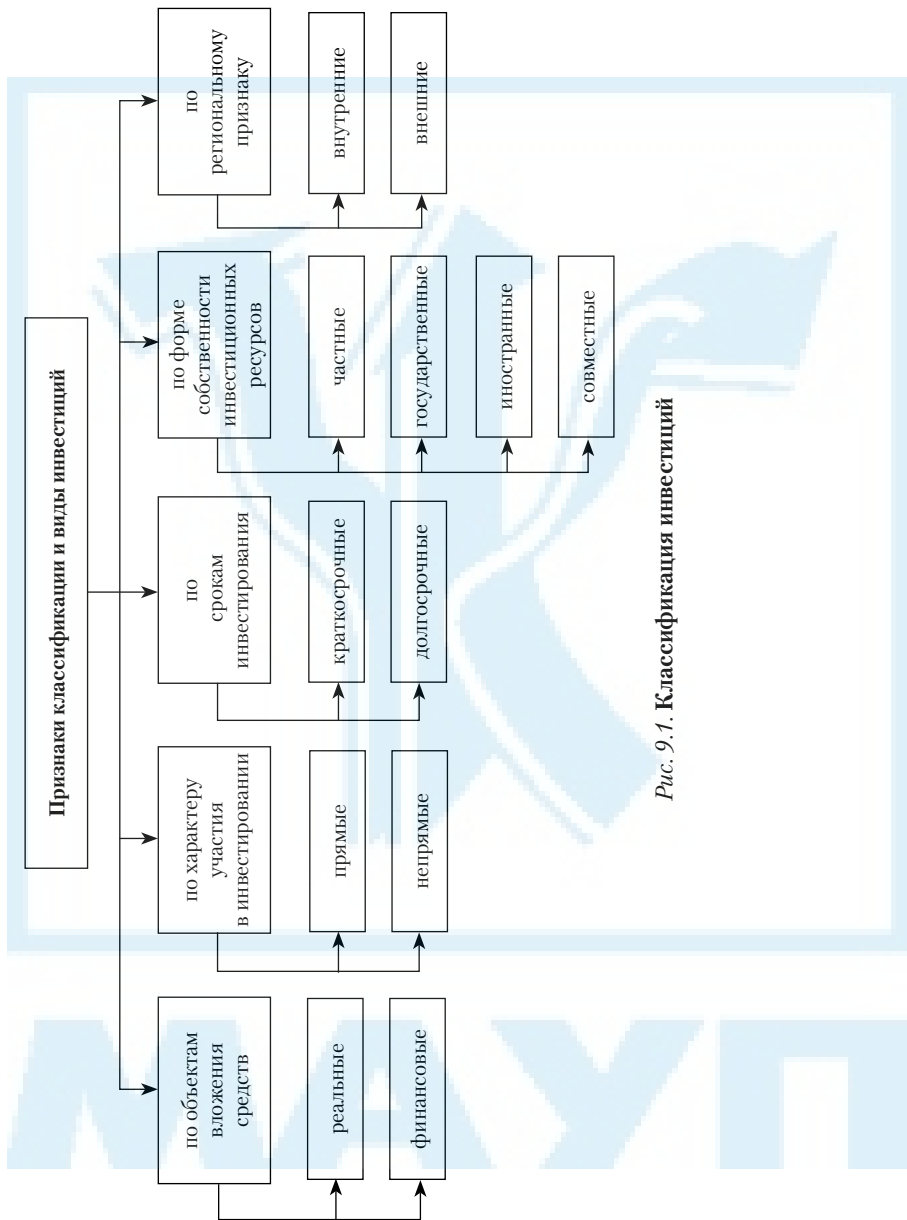 Признаки классификации и виды инвестиций
по объектам
вложения
средств
реальные
финансовые
по характеру
участия
в инвестировании
прямые
непрямые
по
срокам
инвестирования
краткосрочные
долгосрочные
по форме
собственности
инвестиционных
ресурсов
частные
государственные
иностранные
совместные
по
региональному
признаку
внутренние
внешние
Рис. 9.1. Классификация инвестиций
МАУП